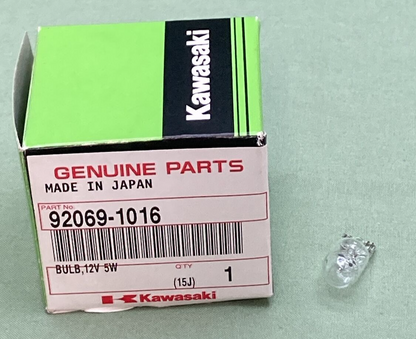 Kawasaki
GENUINE PARTS
MADE IN JAPAN
PART No.
92069-1016
BULB,12V 5W
QTY
(15J) 1
Kawasaki